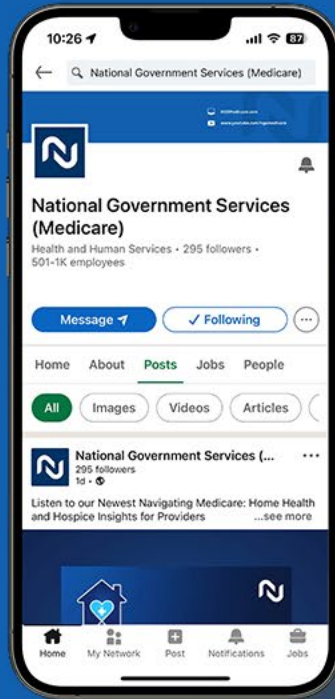 10:26
87
National Government Services (Medicare)
National Government Services
(Medicare)
Health and Human Services • 295 followers •
501-1K employees
Message
Following
Home About Posts Jobs People
All Images Videos Articles
National Government Services (...
295 followers
1d •
Listen to our Newest Navigating Medicare: Home Health
and Hospice Insights for Providers ...see more
Home My Network Post Notifications Jobs